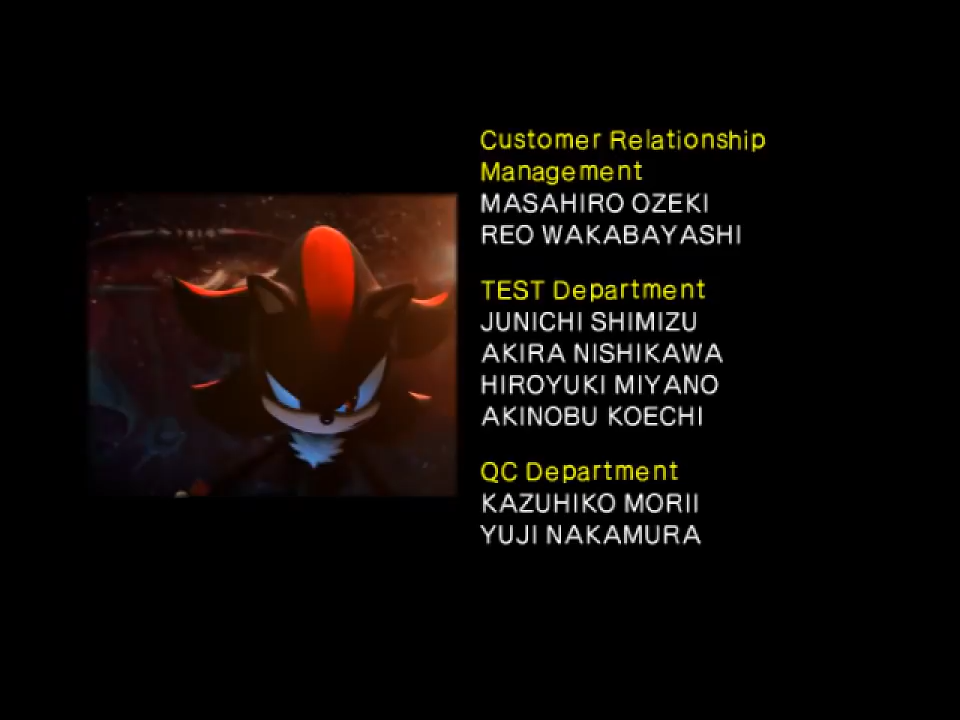 Customer Relationship
Management
MASAHIRO OZEKI
REO WAKABAYASHI
TEST Department
JUNICHI SHIMIZU
AKIRA NISHIKAWA
HIROYUKI MIYANO
AKINOBU KOECHI
QC Department
KAZUHIKO MORII
YUJI NAKAMURA